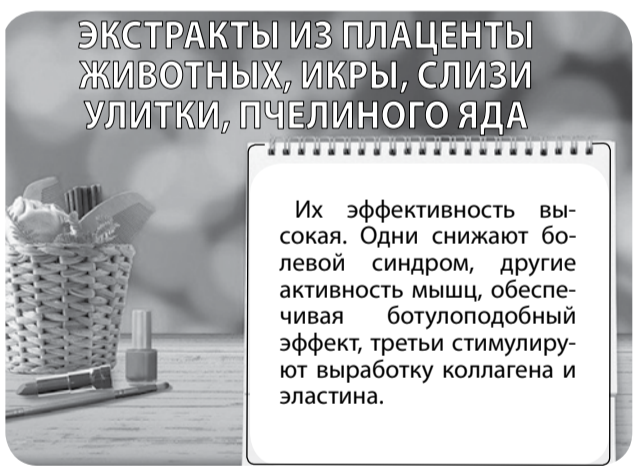 ЭКСТРАКТЫ ИЗ ПЛАЦЕНТЫ
ЖИВОТНЫХ, ИКРЫ, СЛИЗИ
УЛИТКИ, ПЧЕЛИНОГО ЯДА
Их эффективность вы-
сокая. Одни снижают бо-
левой синдром, другие
активность мышц, обеспе-
чивая ботулоподобный
эффект, третьи стимулиру-
ют выработку коллагена и
эластина.